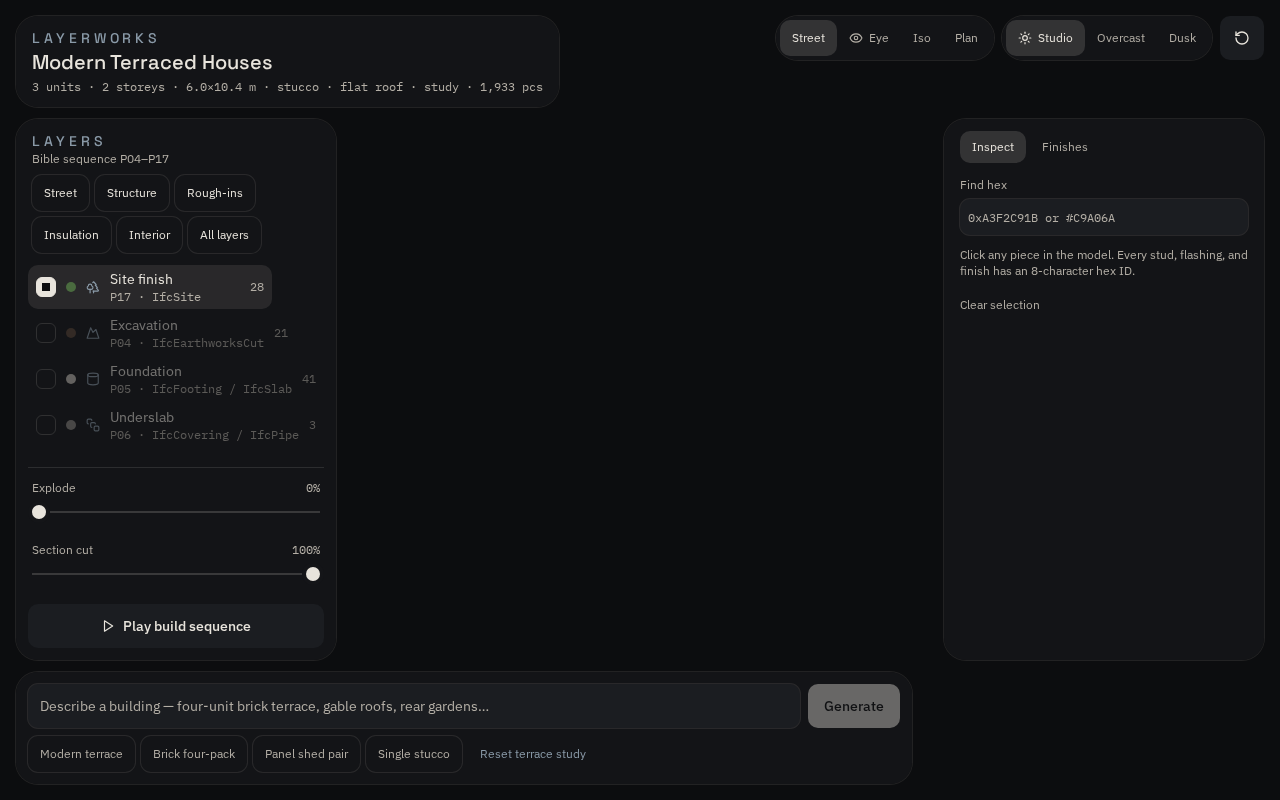 LAYERWORKS
Modern Terraced Houses
3 units · 2 storeys · 6.0×10.4 m · stucco · flat roof · study · 1,933 pcs
Street Eye Iso Plan
Studio Overcast Dusk
LAYERS
Bible sequence P04–P17
Street Structure Rough-ins
Insulation Interior All layers
Site finish
P17 · IfcSite 28
Excavation
P04 · IfcEarthworksCut 21
Foundation
P05 · IfcFooting / IfcSlab 41
Underslab
P06 · IfcCovering / IfcPipe 3
Explode 0%
Section cut 100%
Play build sequence
Inspect Finishes
Find hex
0xA3F2C91B or #C9A06A
Click any piece in the model. Every stud, flashing, and
finish has an 8-character hex ID.
Clear selection
Describe a building — four-unit brick terrace, gable roofs, rear gardens…
Generate
Modern terrace Brick four-pack Panel shed pair Single stucco Reset terrace study